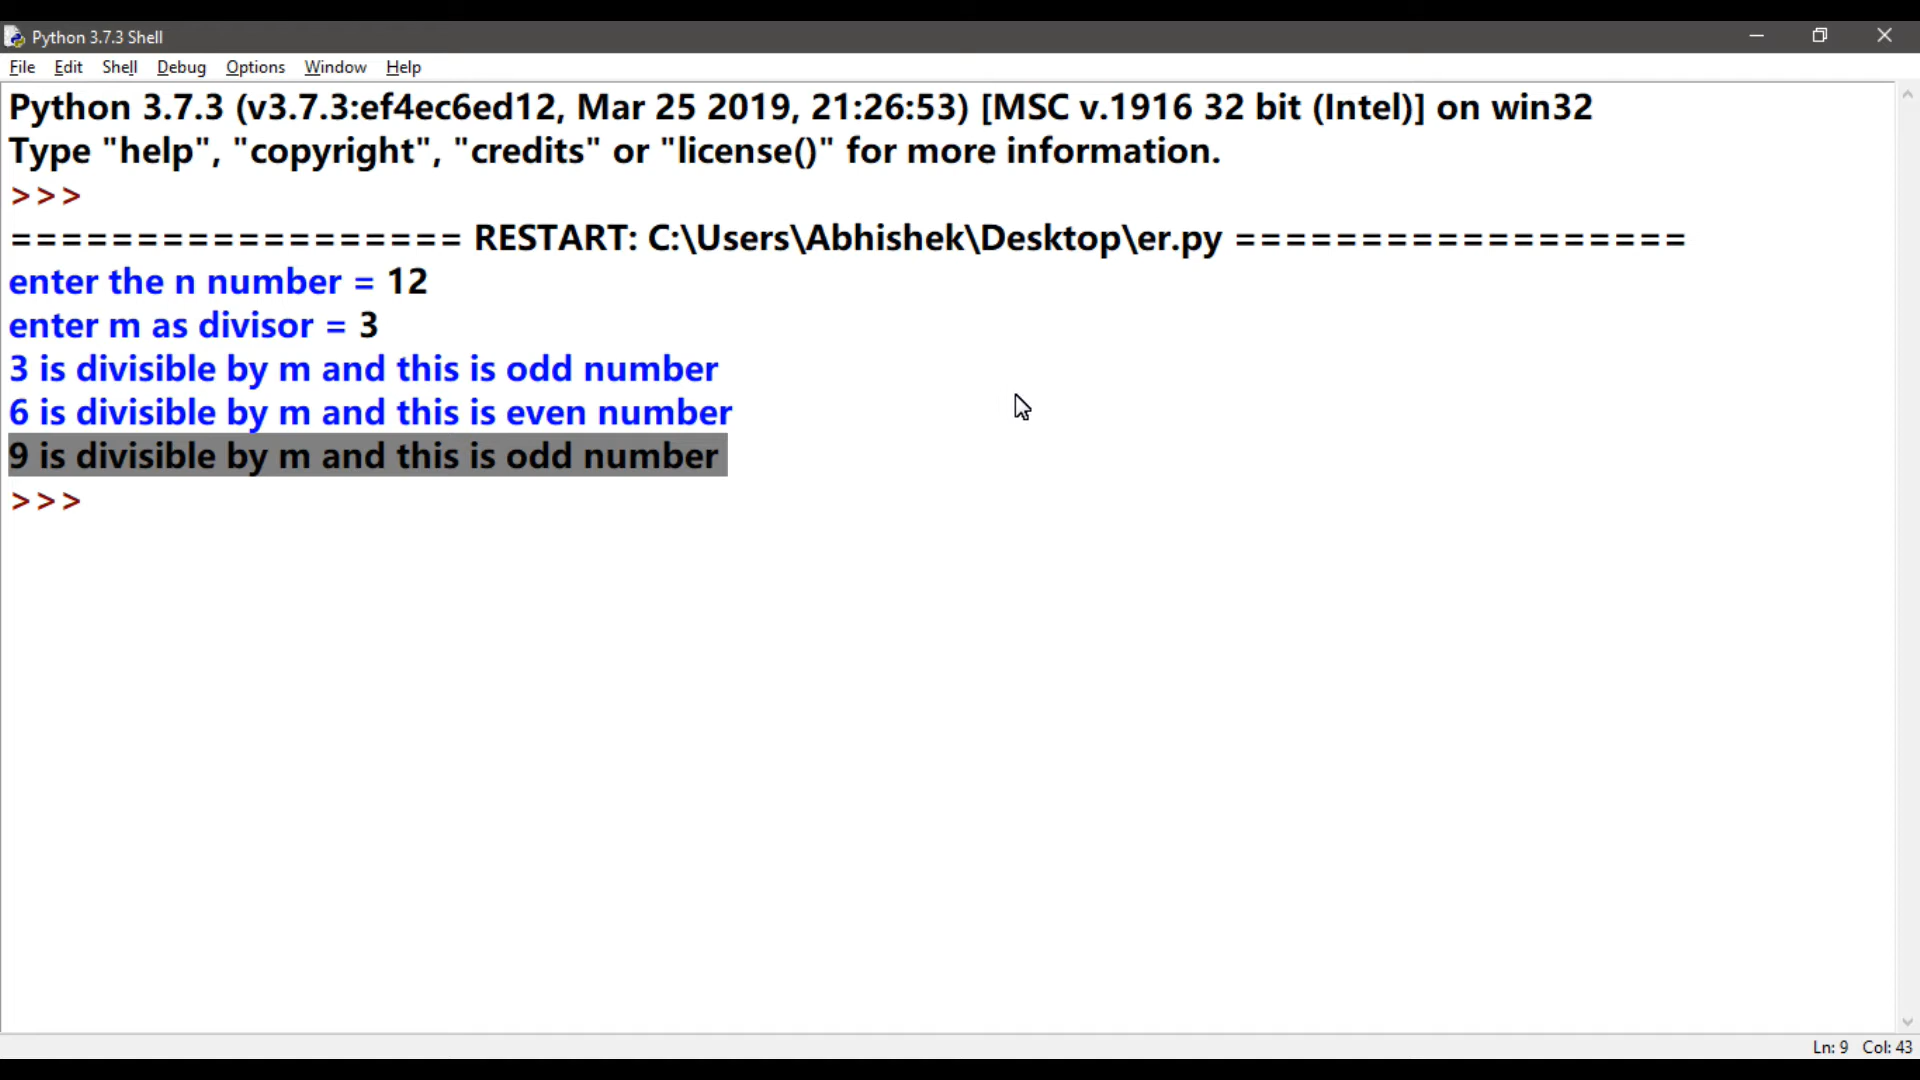 Python 3.7.3 Shell
File Edit Shell Debug Options Window Help
Python 3.7.3 (v3.7.3:ef4ec6ed12, Mar 25 2019, 21:26:53) [MSC v.1916 32 bit (Intel)] on win32
Type "help", "copyright", "credits" or "license()" for more information.
>>>
================== RESTART: C:\Users\Abhishek\Desktop\er.py ==================
enter the n number = 12
enter m as divisor = 3
3 is divisible by m and this is odd number
6 is divisible by m and this is even number
9 is divisible by m and this is odd number
>>>
Ln: 9 Col: 43